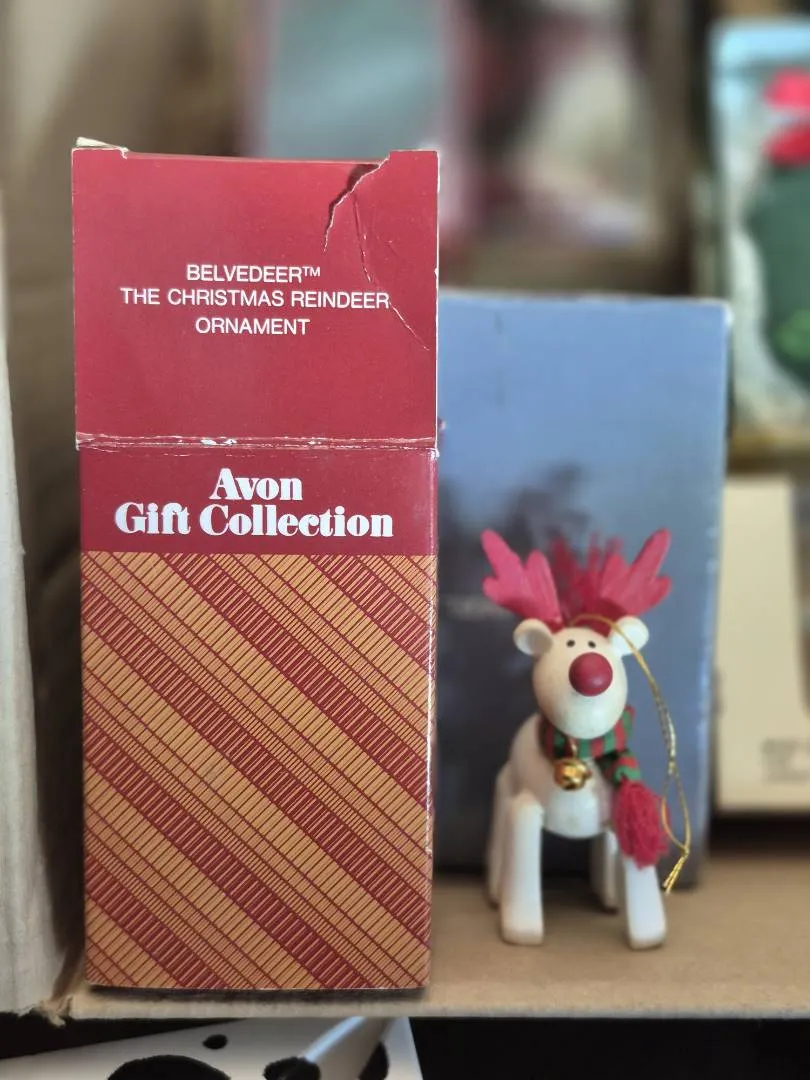 BELVEDEER™
THE CHRISTMAS REINDEER
ORNAMENT
Avon
Gift Collection